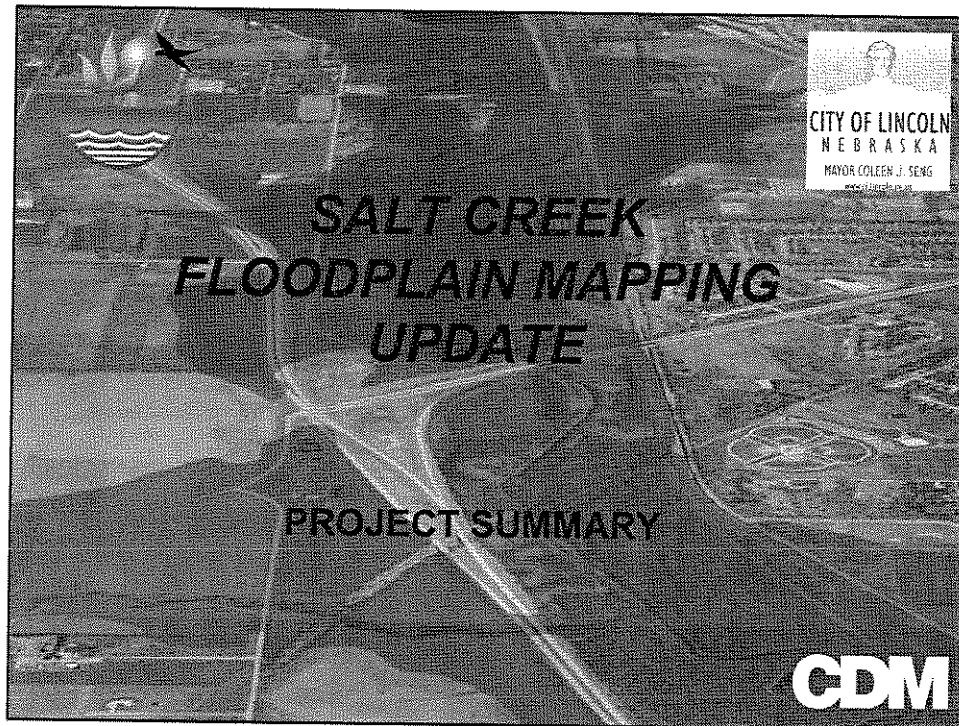 CITY OF LINCOLN
NEBRASKA
MAYOR COLEEN J. SENG
SALT CREEK
FLOODPLAIN MAPPING
UPDATE
PROJECT SUMMARY
CDM